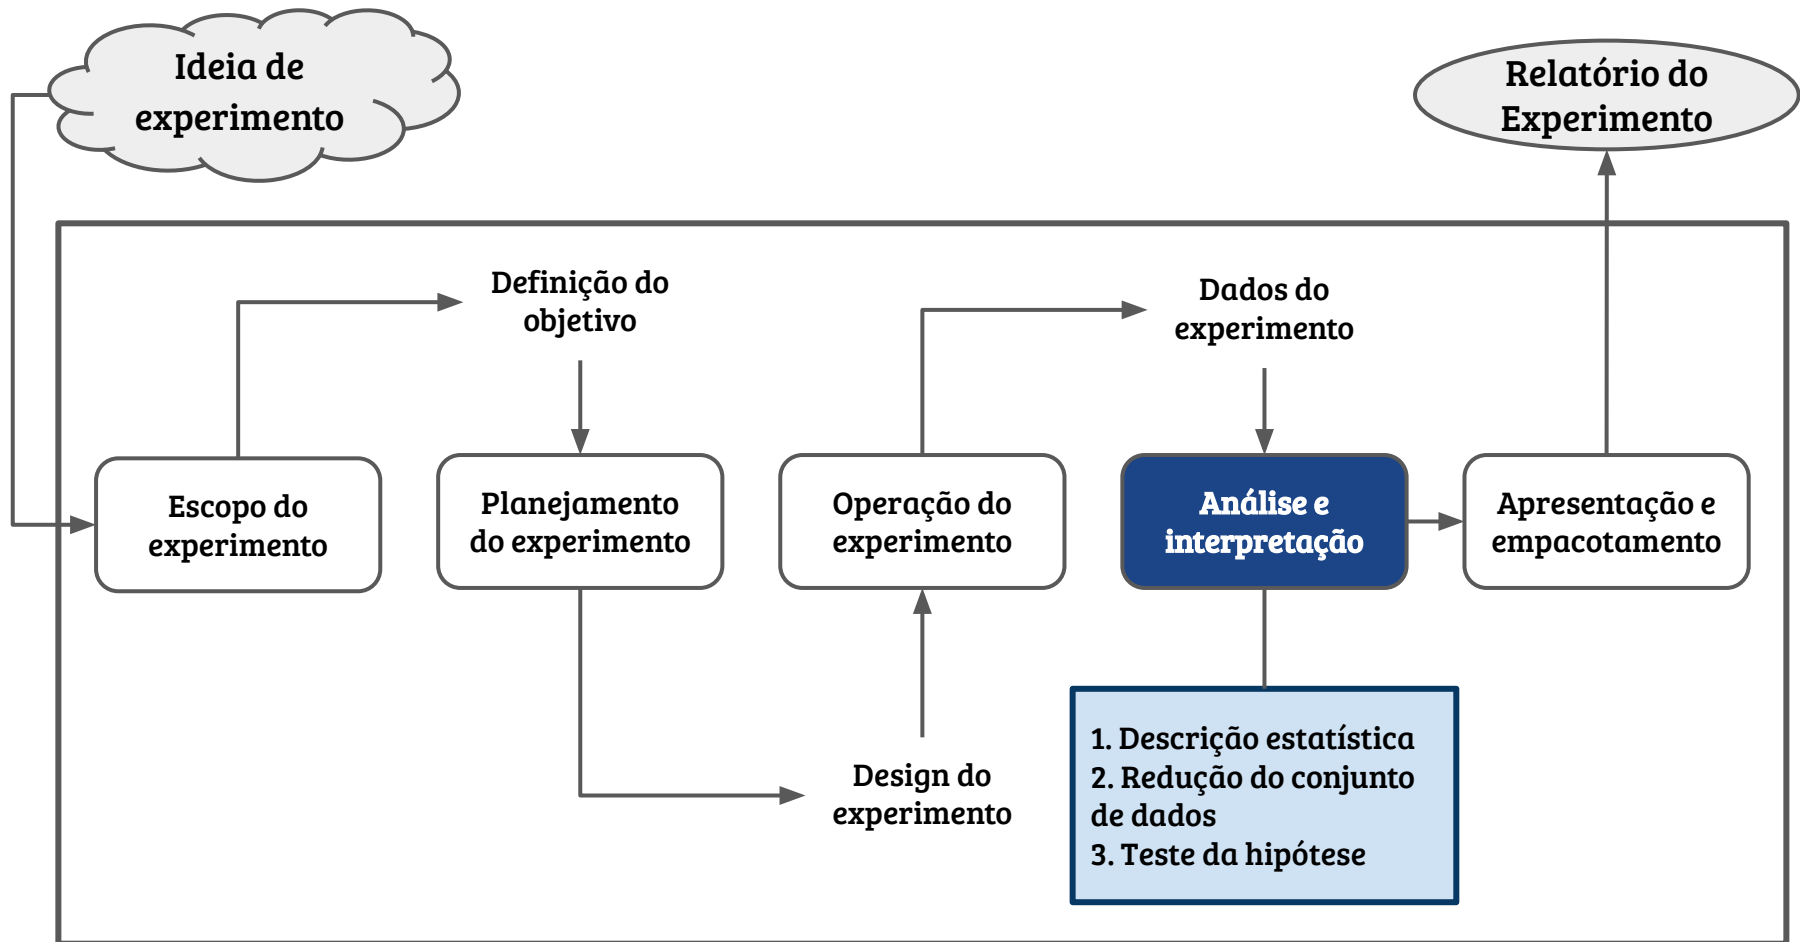 Ideia de
experimento
Relatório do
Experimento
Definição do
objetivo
Dados do
experimento
Escopo do
experimento
Planejamento
do experimento
Operação do
experimento
Análise e
interpretação
Apresentação e
empacotamento
Design do
experimento
1. Descrição estatística
2. Redução do conjunto
de dados
3. Teste da hipótese